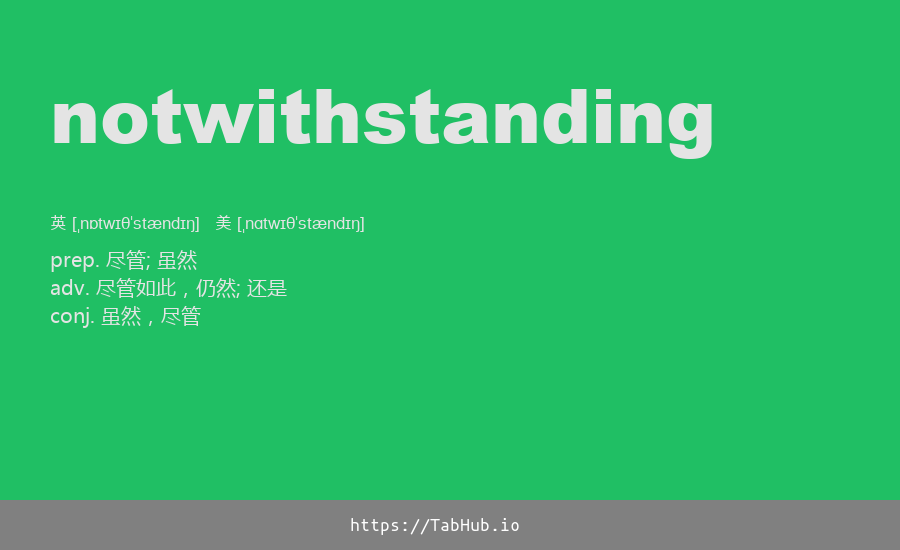 notwithstanding
英 [ˌnɒtwɪθˈstændɪŋ] 美 [ˌnɑtwɪθˈstændɪŋ]
prep. 尽管; 虽然
adv. 尽管如此，仍然; 还是
conj. 虽然，尽管
https://TabHub.io